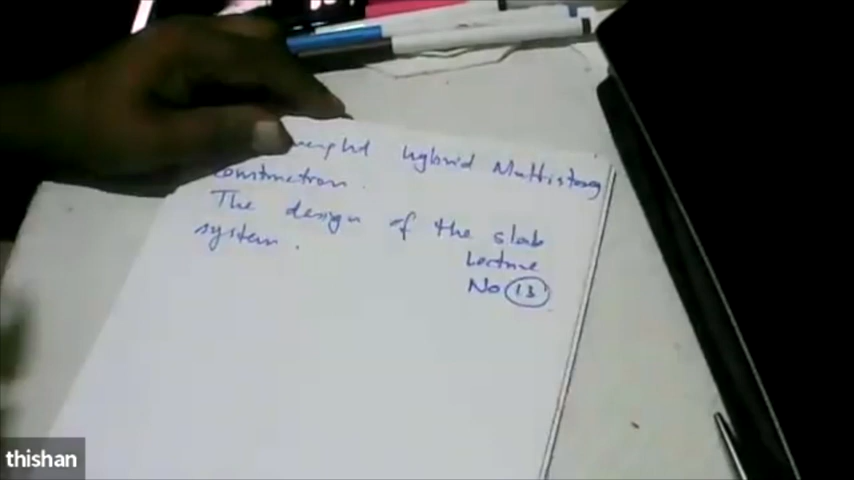 hybrid Multistorey
construction.
The design of the slab
system.
Lecture
No 13
thishan